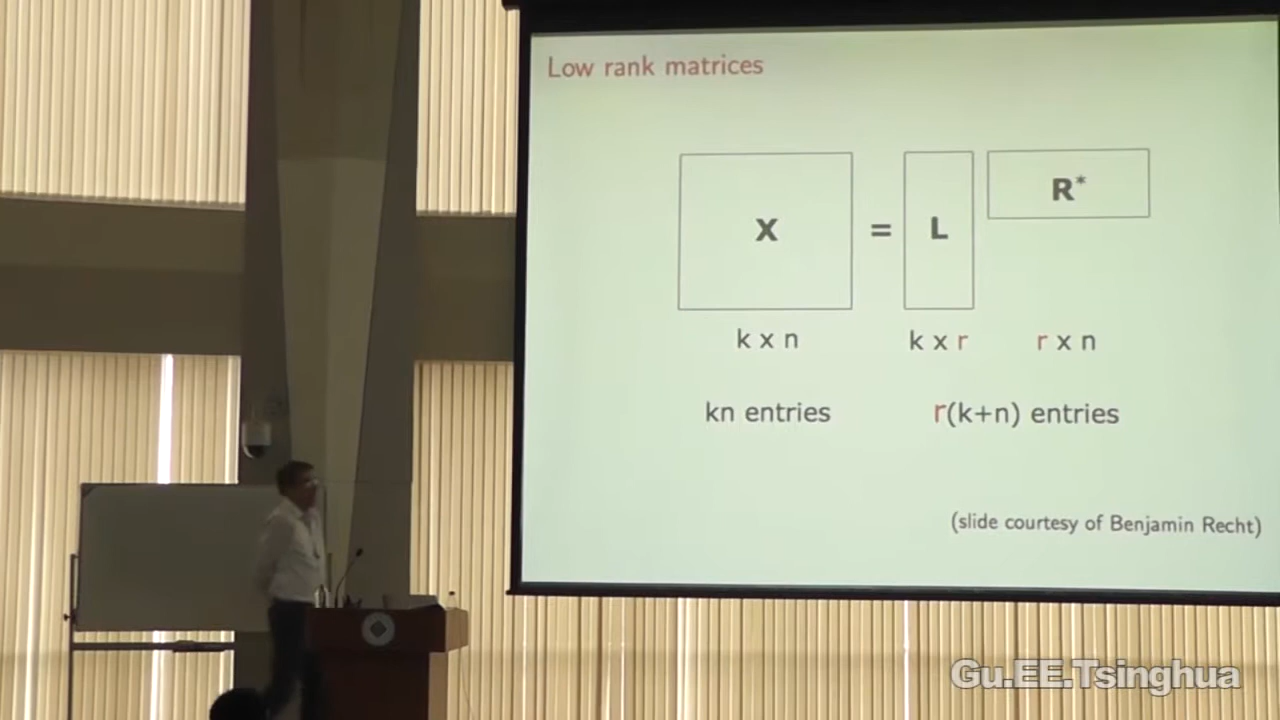 Low rank matrices
X = L R*
k x n k x r r x n
kn entries r(k+n) entries
(slide courtesy of Benjamin Recht)
Gu.EE.Tsinghua